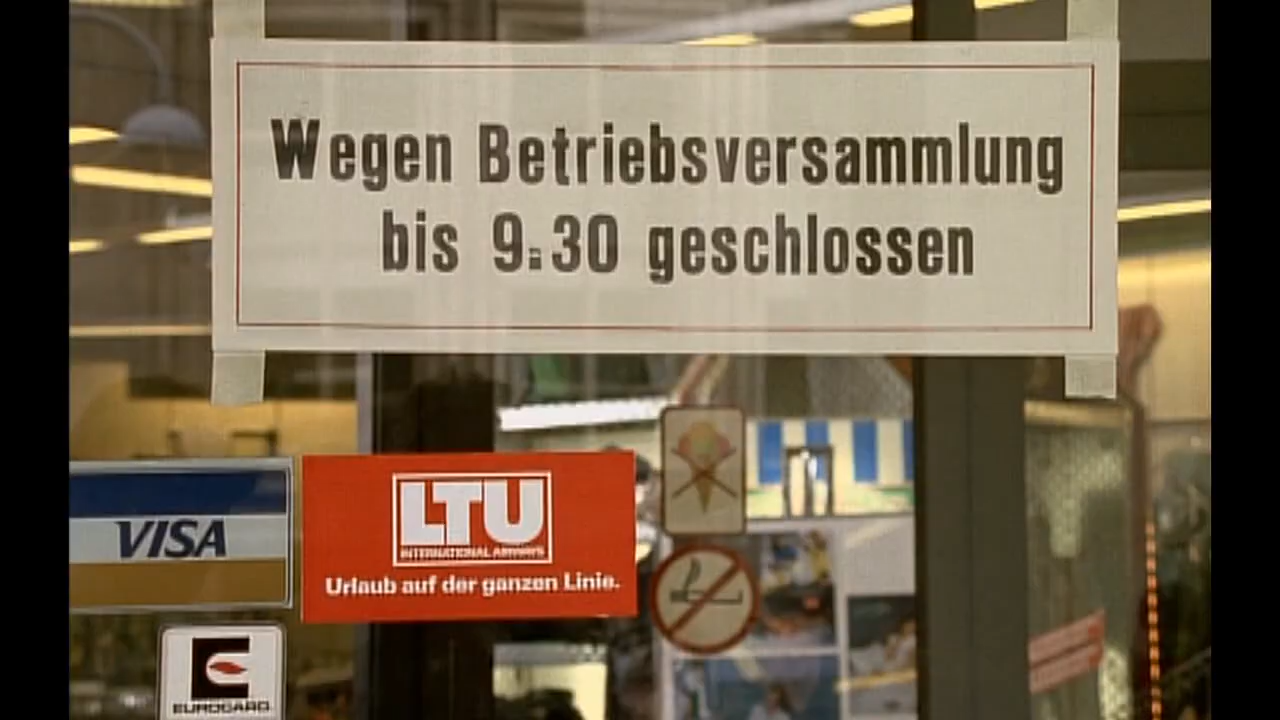 Wegen Betriebsversammlung
bis 9.30 geschlossen
VISA
LTU
INTERNATIONAL AIRWAYS
Urlaub auf der ganzen Linie.
EUROCARD